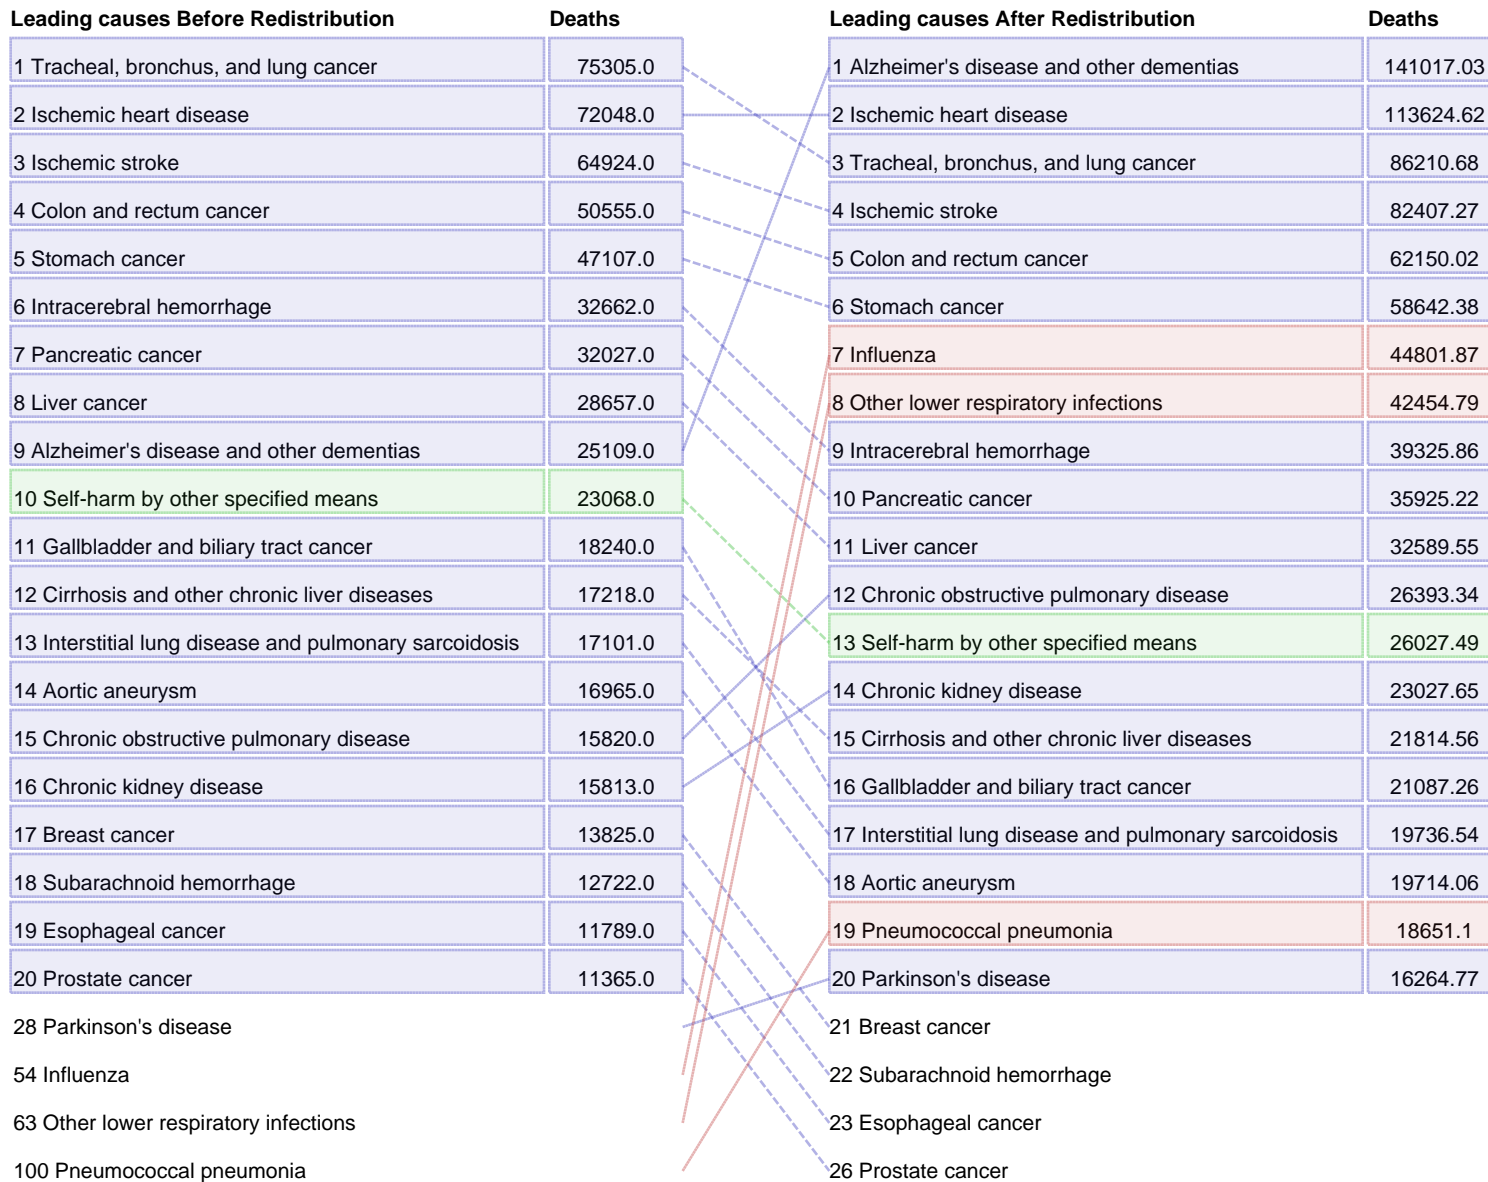 Leading causes Before Redistribution Deaths Leading causes After Redistribution Deaths
1 Tracheal, bronchus, and lung cancer 75305.0 1 Alzheimer's disease and other dementias 141017.03
2 Ischemic heart disease 72048.0 2 Ischemic heart disease 113624.62
3 Ischemic stroke 64924.0 3 Tracheal, bronchus, and lung cancer 86210.68
4 Colon and rectum cancer 50555.0 4 Ischemic stroke 82407.27
5 Stomach cancer 47107.0 5 Colon and rectum cancer 62150.02
6 Intracerebral hemorrhage 32662.0 6 Stomach cancer 58642.38
7 Pancreatic cancer 32027.0 7 Influenza 44801.87
8 Liver cancer 28657.0 8 Other lower respiratory infections 42454.79
9 Alzheimer's disease and other dementias 25109.0 9 Intracerebral hemorrhage 39325.86
10 Self-harm by other specified means 23068.0 10 Pancreatic cancer 35925.22
11 Gallbladder and biliary tract cancer 18240.0 11 Liver cancer 32589.55
12 Cirrhosis and other chronic liver diseases 17218.0 12 Chronic obstructive pulmonary disease 26393.34
13 Interstitial lung disease and pulmonary sarcoidosis 17101.0 13 Self-harm by other specified means 26027.49
14 Aortic aneurysm 16965.0 14 Chronic kidney disease 23027.65
15 Chronic obstructive pulmonary disease 15820.0 15 Cirrhosis and other chronic liver diseases 21814.56
16 Chronic kidney disease 15813.0 16 Gallbladder and biliary tract cancer 21087.26
17 Breast cancer 13825.0 17 Interstitial lung disease and pulmonary sarcoidosis 19736.54
18 Subarachnoid hemorrhage 12722.0 18 Aortic aneurysm 19714.06
19 Esophageal cancer 11789.0 19 Pneumococcal pneumonia 18651.1
20 Prostate cancer 11365.0 20 Parkinson's disease 16264.77
28 Parkinson's disease 21 Breast cancer
54 Influenza 22 Subarachnoid hemorrhage
63 Other lower respiratory infections 23 Esophageal cancer
100 Pneumococcal pneumonia 26 Prostate cancer